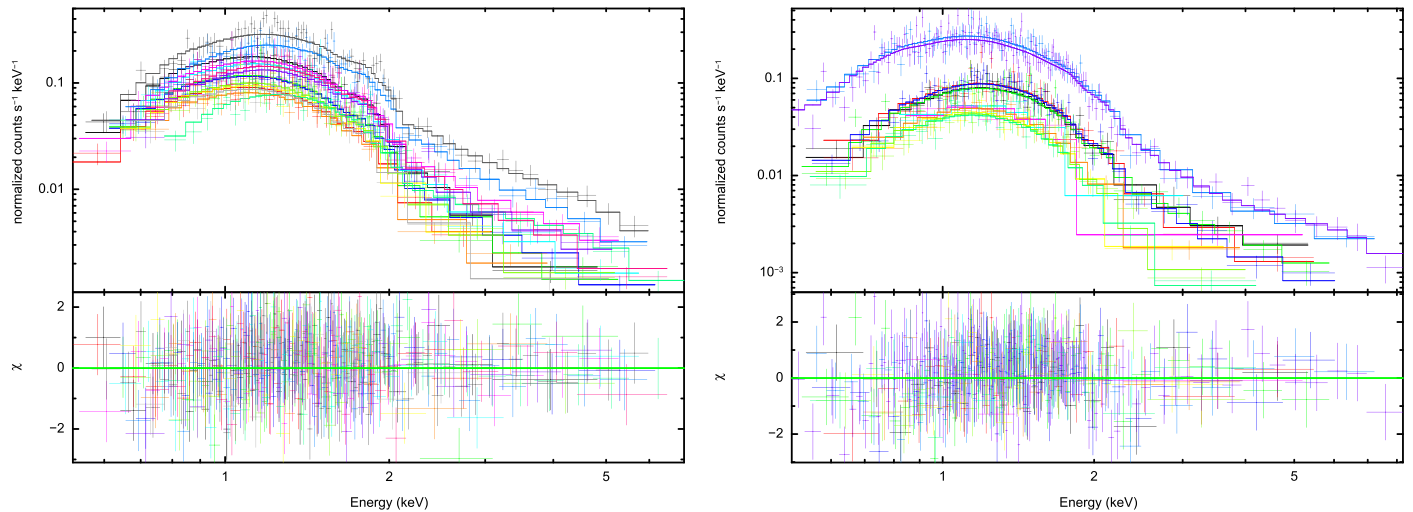 normalized counts s⁻¹ keV⁻¹
0.1
0.01
2
0
−2
χ
1
2
5
Energy (keV)
normalized counts s⁻¹ keV⁻¹
0.1
0.01
10⁻³
2
0
−2
χ
1
2
5
Energy (keV)